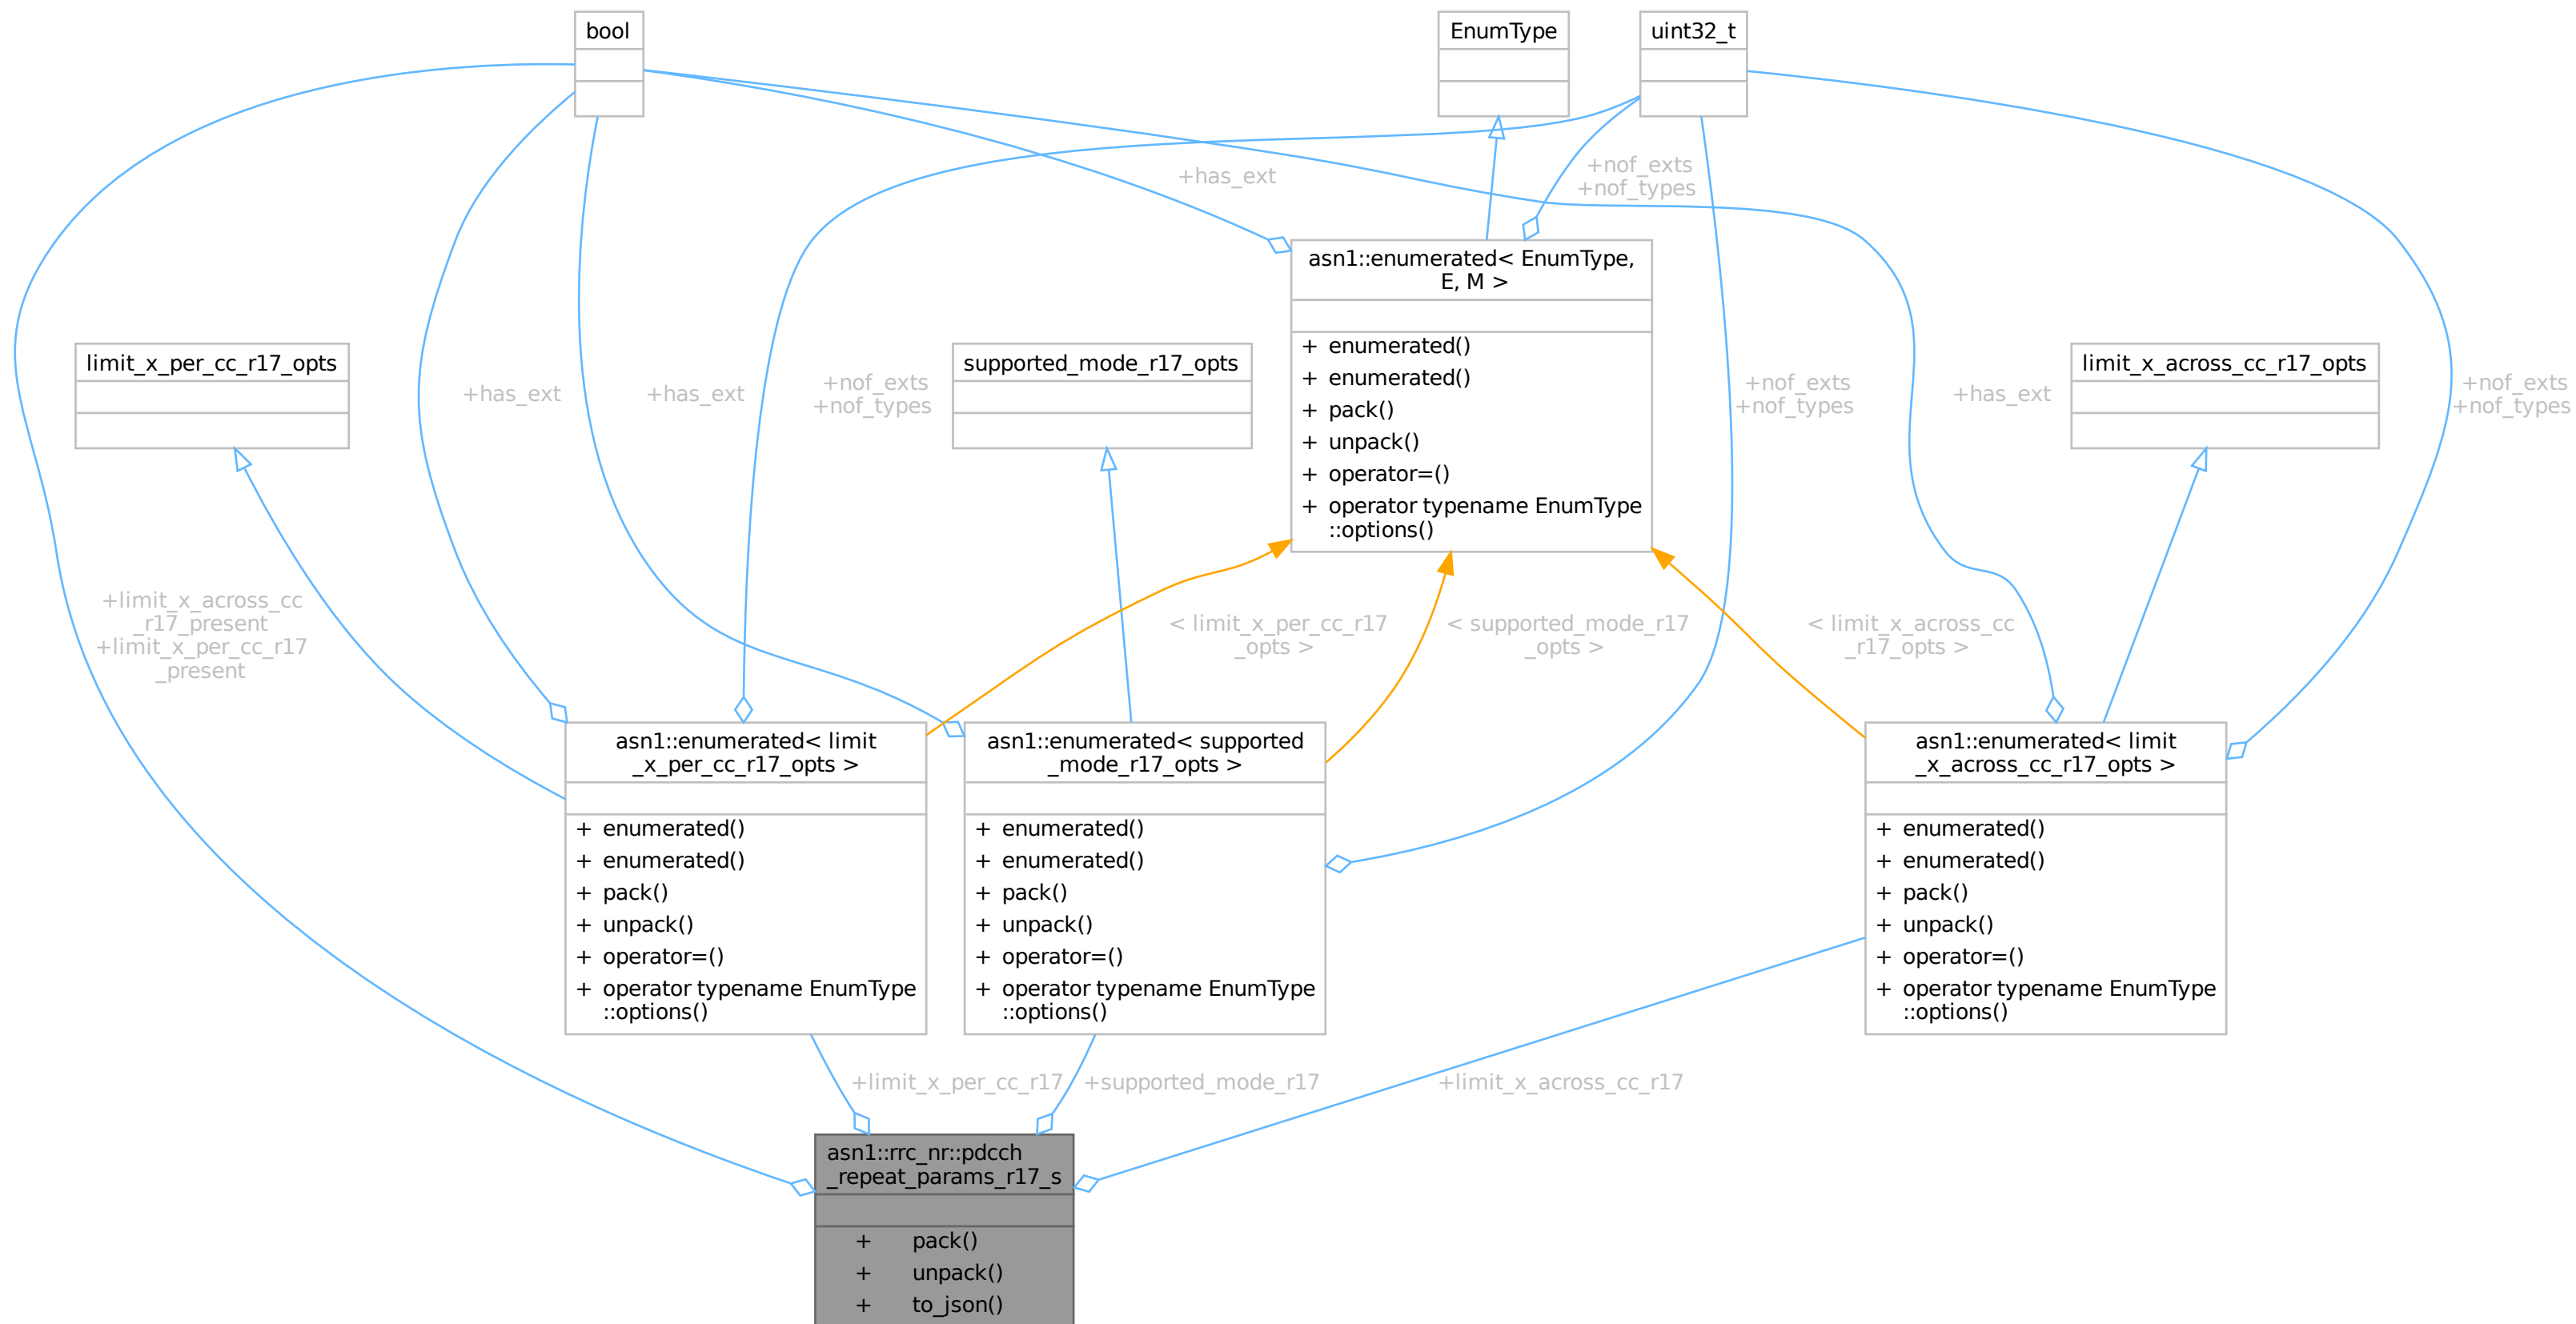 bool
EnumType
uint32_t
+has_ext
+nof_exts
+nof_types
asn1::enumerated< EnumType,
E, M >
+ enumerated()
+ enumerated()
+ pack()
+ unpack()
+ operator=()
+ operator typename EnumType
::options()
limit_x_per_cc_r17_opts
supported_mode_r17_opts
limit_x_across_cc_r17_opts
+has_ext
+has_ext
+nof_exts
+nof_types
+nof_exts
+nof_types
+has_ext
+nof_exts
+nof_types
+limit_x_across_cc
_r17_present
+limit_x_per_cc_r17
_present
< limit_x_per_cc_r17
_opts >
< supported_mode_r17
_opts >
< limit_x_across_cc
_r17_opts >
asn1::enumerated< limit
_x_per_cc_r17_opts >
+ enumerated()
+ enumerated()
+ pack()
+ unpack()
+ operator=()
+ operator typename EnumType
::options()
asn1::enumerated< supported
_mode_r17_opts >
+ enumerated()
+ enumerated()
+ pack()
+ unpack()
+ operator=()
+ operator typename EnumType
::options()
asn1::enumerated< limit
_x_across_cc_r17_opts >
+ enumerated()
+ enumerated()
+ pack()
+ unpack()
+ operator=()
+ operator typename EnumType
::options()
+limit_x_per_cc_r17
+supported_mode_r17
+limit_x_across_cc_r17
asn1::rrc_nr::pdcch
_repeat_params_r17_s
+ pack()
+ unpack()
+ to_json()